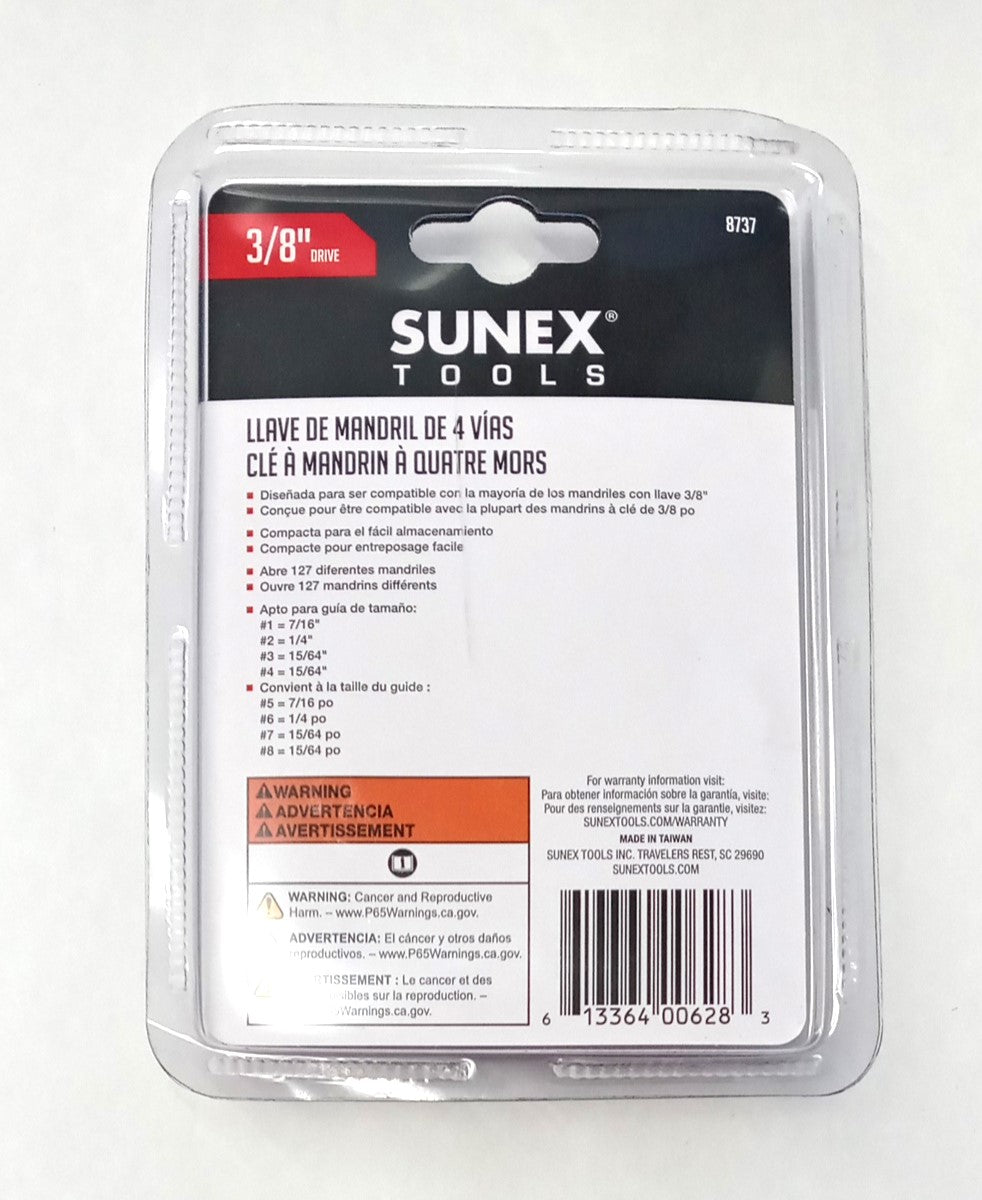 3/8" DRIVE
8737
SUNEX®
TOOLS
LLAVE DE MANDRIL DE 4 VÍAS
CLÉ À MANDRIN À QUATRE MORS
Diseñada para ser compatible con la mayoría de los mandriles con llave 3/8"
Conçue pour être compatible avec la plupart des mandrins à clé de 3/8 po
Compacta para el fácil almacenamiento
Compacte pour entreposage facile
Abre 127 diferentes mandriles
Ouvre 127 mandrins différents
Apto para guía de tamaño:
#1 = 7/16"
#2 = 1/4"
#3 = 15/64"
#4 = 15/64"
Convient à la taille du guide :
#5 = 7/16 po
#6 = 1/4 po
#7 = 15/64 po
#8 = 15/64 po
WARNING
ADVERTENCIA
AVERTISSEMENT
WARNING: Cancer and Reproductive
Harm. – www.P65Warnings.ca.gov.
ADVERTENCIA: El cáncer y otros daños
– www.P65Warnings.ca.gov.
: Le cancer et des
sur la reproduction. –
For warranty information visit:
Para obtener información sobre la garantía, visite:
Pour des renseignements sur la garantie, visitez:
SUNEXTOOLS.COM/WARRANTY
MADE IN TAIWAN
SUNEX TOOLS INC. TRAVELERS REST, SC 29690
SUNEXTOOLS.COM
6 13364 00628 3